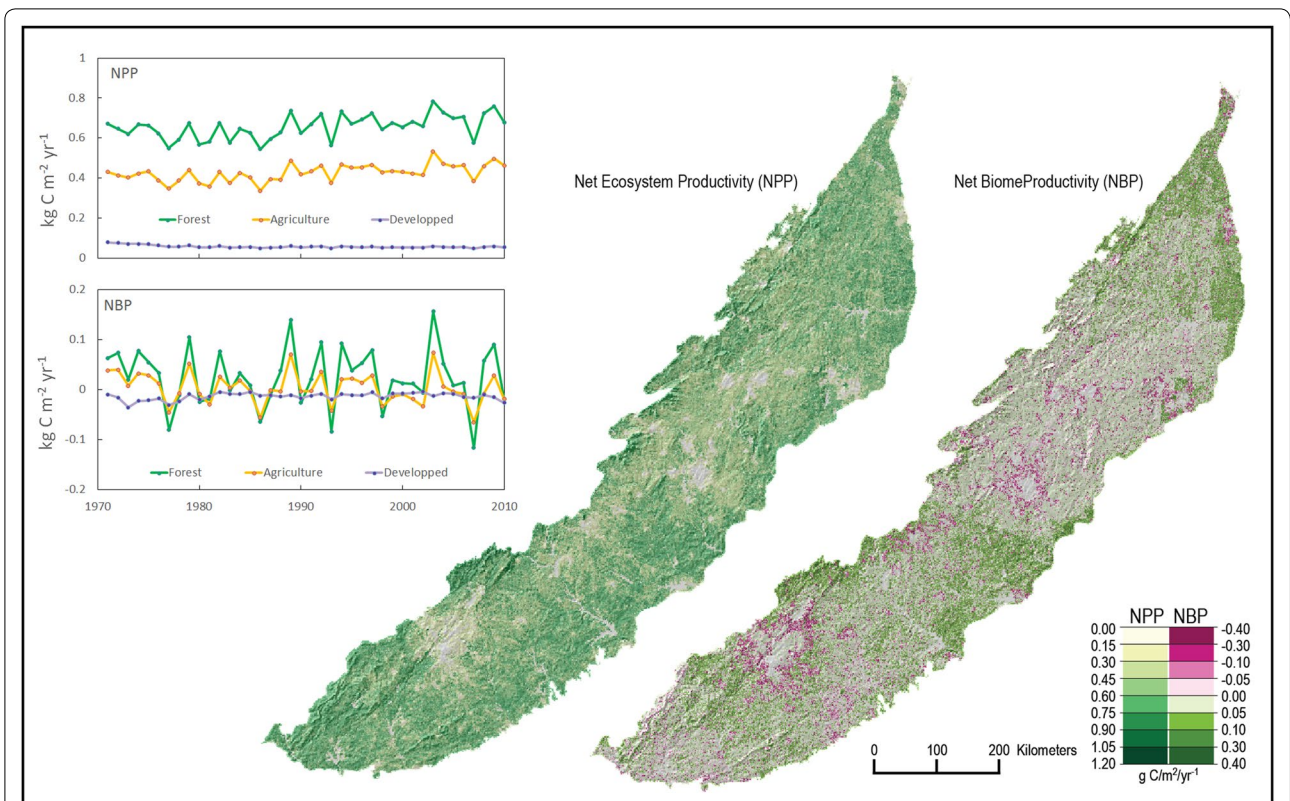 NPP
1
0.8
0.6
0.4
0.2
0
kg C m-2 yr-1
Forest Agriculture Developped
NBP
0.2
0.1
0
-0.1
-0.2
kg C m-2 yr-1
Forest Agriculture Developped
1970 1980 1990 2000 2010
Net Ecosystem Productivity (NPP)
Net BiomeProductivity (NBP)
0 100 200 Kilometers
NPP NBP
0.00 -0.40
0.15 -0.30
0.30 -0.10
0.45 -0.05
0.60 0.00
0.75 0.05
0.90 0.10
1.05 0.30
1.20 0.40
g C/m²/yr-1